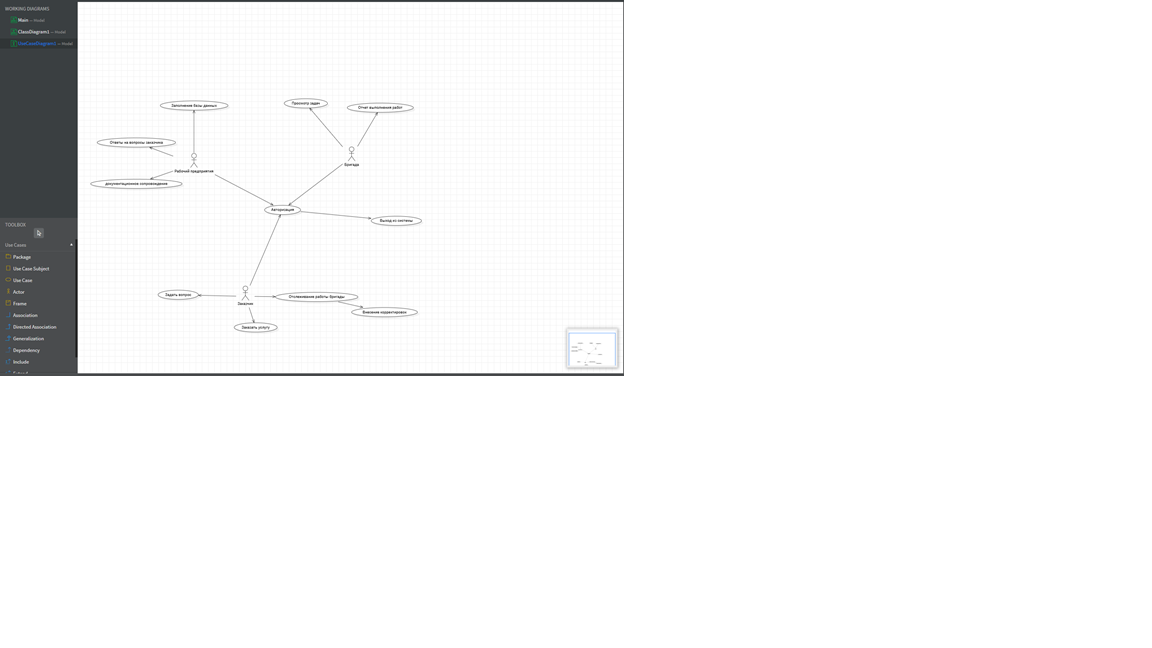 WORKING DIAGRAMS
Main — Model
ClassDiagram1 — Model
UseCaseDiagram1 — Model
TOOLBOX
Use Cases
Package
Use Case Subject
Use Case
Actor
Frame
Association
Directed Association
Generalization
Dependency
Include
Заполнение базы данных
Просмотр задач
Отчет выполнения работ
Ответы на вопросы заказчика
Рабочий предприятия
Бригада
документационное сопровождение
Авторизация
Выход из системы
Задать вопрос
Заказчик
Отслеживание работы бригады
Внесение корректировок
Заказать услугу